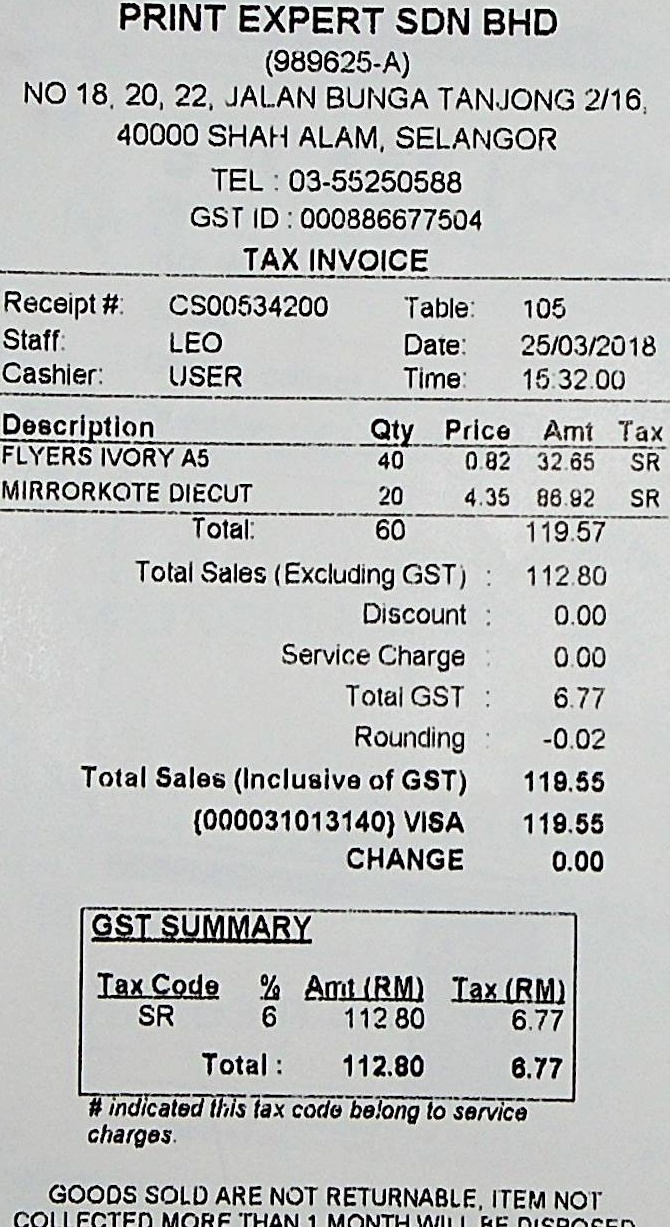 PRINT EXPERT SDN BHD
(989625-A)
NO 18, 20, 22, JALAN BUNGA TANJONG 2/16,
40000 SHAH ALAM, SELANGOR
TEL : 03-55250588
GST ID : 000886677504
TAX INVOICE
Receipt #: CS00534200 Table: 105
Staff: LEO Date: 25/03/2018
Cashier: USER Time: 15:32:00
Description Qty Price Amt Tax
FLYERS IVORY A5 40 0.82 32.65 SR
MIRRORKOTE DIECUT 20 4.35 86.92 SR
Total: 60 119.57
Total Sales (Excluding GST) : 112.80
Discount : 0.00
Service Charge : 0.00
Total GST : 6.77
Rounding : -0.02
Total Sales (Inclusive of GST) 119.55
{000031013140} VISA 119.55
CHANGE 0.00
GST SUMMARY
Tax Code % Amt (RM) Tax (RM)
SR 6 112.80 6.77
Total : 112.80 6.77
# indicated this tax code belong to service
charges.
GOODS SOLD ARE NOT RETURNABLE, ITEM NOT
COLLECTED MORE THAN 1 MONTH WILL BE DISPOSED